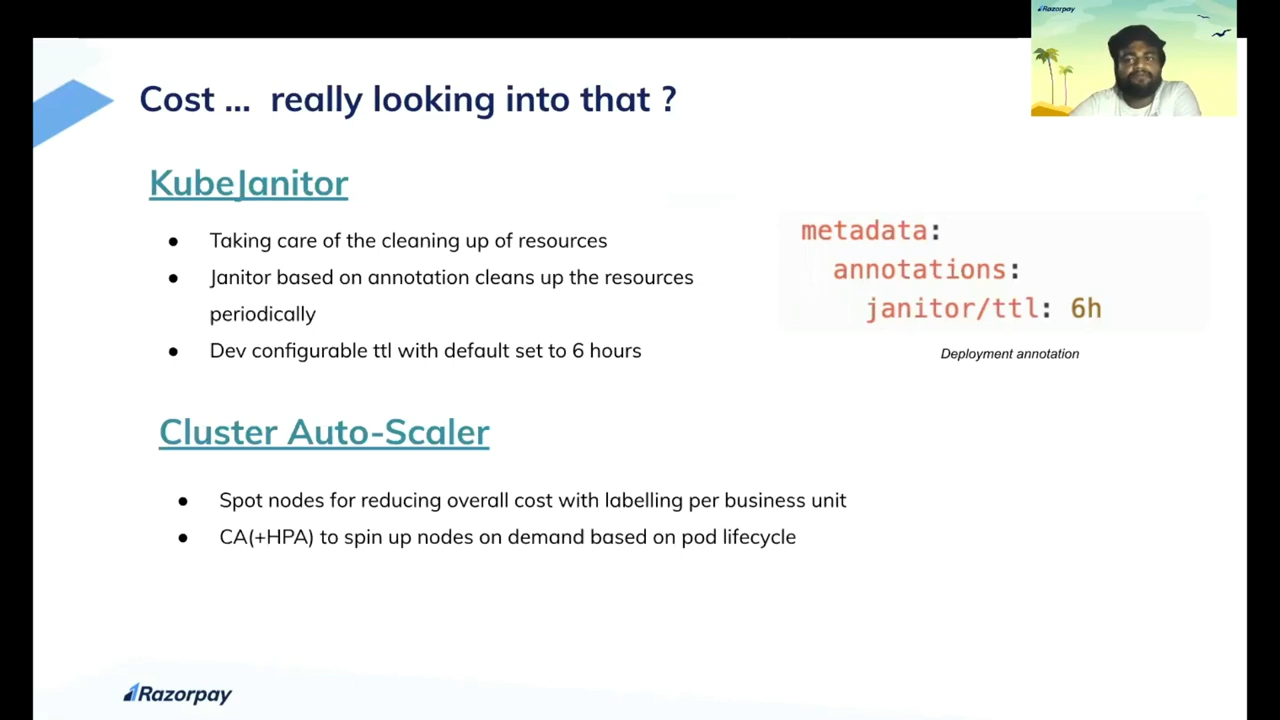 Razorpay
Cost ... really looking into that ?
KubeJanitor
● Taking care of the cleaning up of resources
● Janitor based on annotation cleans up the resources
periodically
● Dev configurable ttl with default set to 6 hours
metadata:
annotations:
janitor/ttl: 6h
Deployment annotation
Cluster Auto-Scaler
● Spot nodes for reducing overall cost with labelling per business unit
● CA(+HPA) to spin up nodes on demand based on pod lifecycle
Razorpay